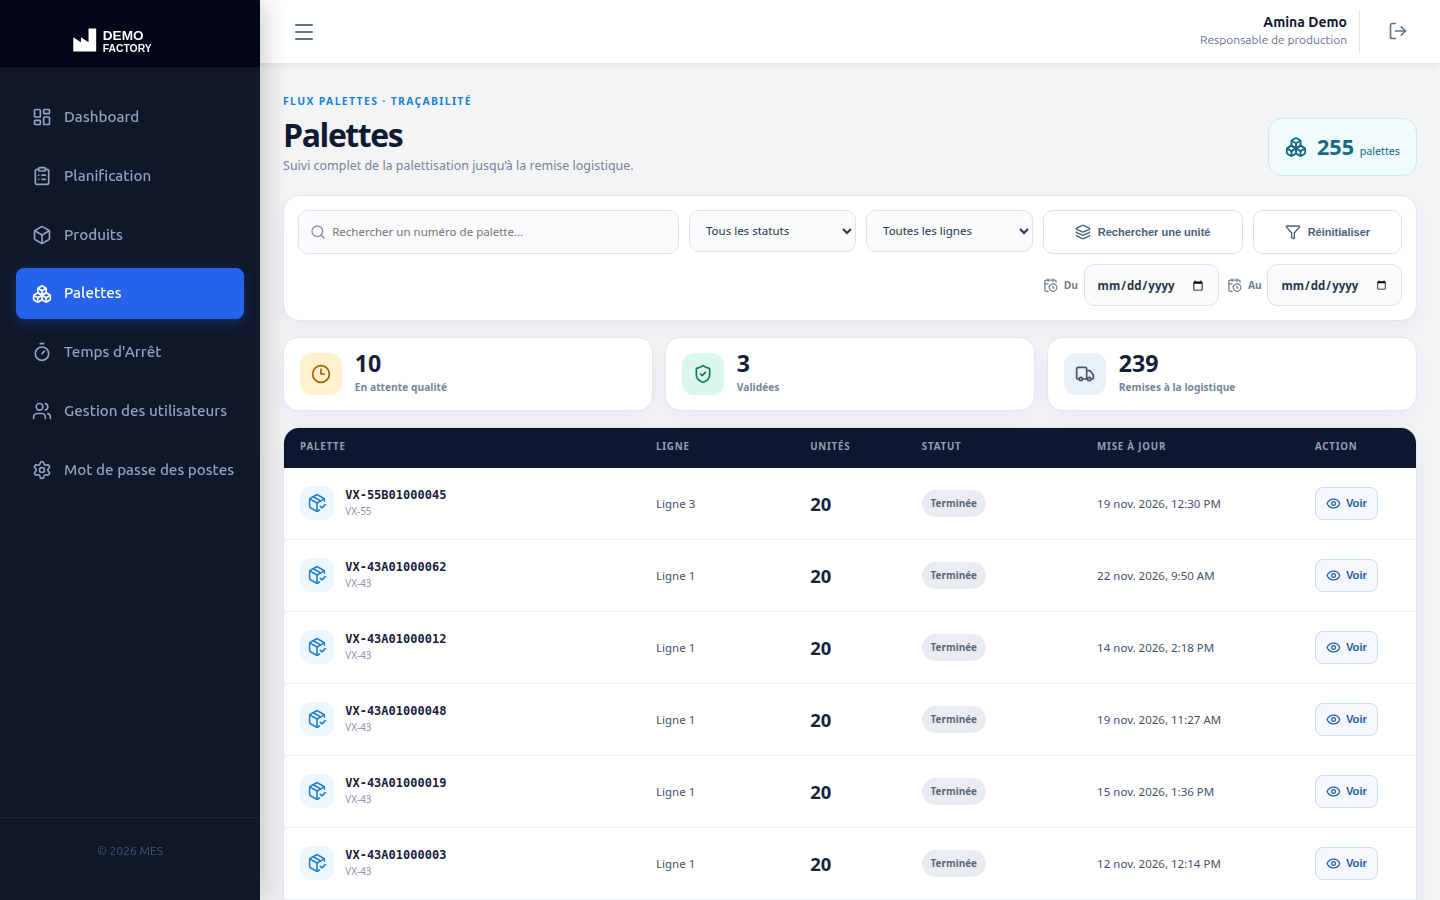 DEMO
FACTORY
Dashboard
Planification
Produits
Palettes
Temps d'Arrêt
Gestion des utilisateurs
Mot de passe des postes
© 2026 MES
Amina Demo
Responsable de production
FLUX PALETTES · TRAÇABILITÉ
Palettes
Suivi complet de la palettisation jusqu'à la remise logistique.
255 palettes
Rechercher un numéro de palette...
Tous les statuts
Toutes les lignes
Rechercher une unité
Réinitialiser
Du mm/dd/yyyy Au mm/dd/yyyy
10
En attente qualité
3
Validées
239
Remises à la logistique
PALETTE LIGNE UNITÉS STATUT MISE À JOUR ACTION
VX-55B01000045
VX-55
Ligne 3 20 Terminée 19 nov. 2026, 12:30 PM Voir
VX-43A01000062
VX-43
Ligne 1 20 Terminée 22 nov. 2026, 9:50 AM Voir
VX-43A01000012
VX-43
Ligne 1 20 Terminée 14 nov. 2026, 2:18 PM Voir
VX-43A01000048
VX-43
Ligne 1 20 Terminée 19 nov. 2026, 11:27 AM Voir
VX-43A01000019
VX-43
Ligne 1 20 Terminée 15 nov. 2026, 1:36 PM Voir
VX-43A01000003
VX-43
Ligne 1 20 Terminée 12 nov. 2026, 12:14 PM Voir